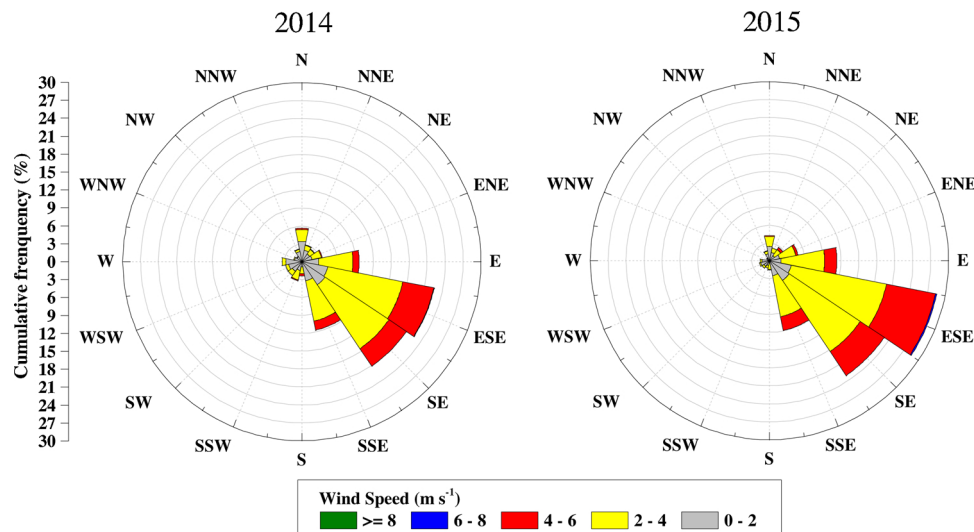 2014
2015
Cumulative frenquency (%)
30
27
24
21
18
15
12
9
6
3
0
3
6
9
12
15
18
21
24
27
30
N
NNE
NE
ENE
E
ESE
SE
SSE
S
SSW
SW
WSW
W
WNW
NW
NNW
N
NNE
NE
ENE
E
ESE
SE
SSE
S
SSW
SW
WSW
W
WNW
NW
NNW
Wind Speed (m s⁻¹)
>= 8 6 - 8 4 - 6 2 - 4 0 - 2